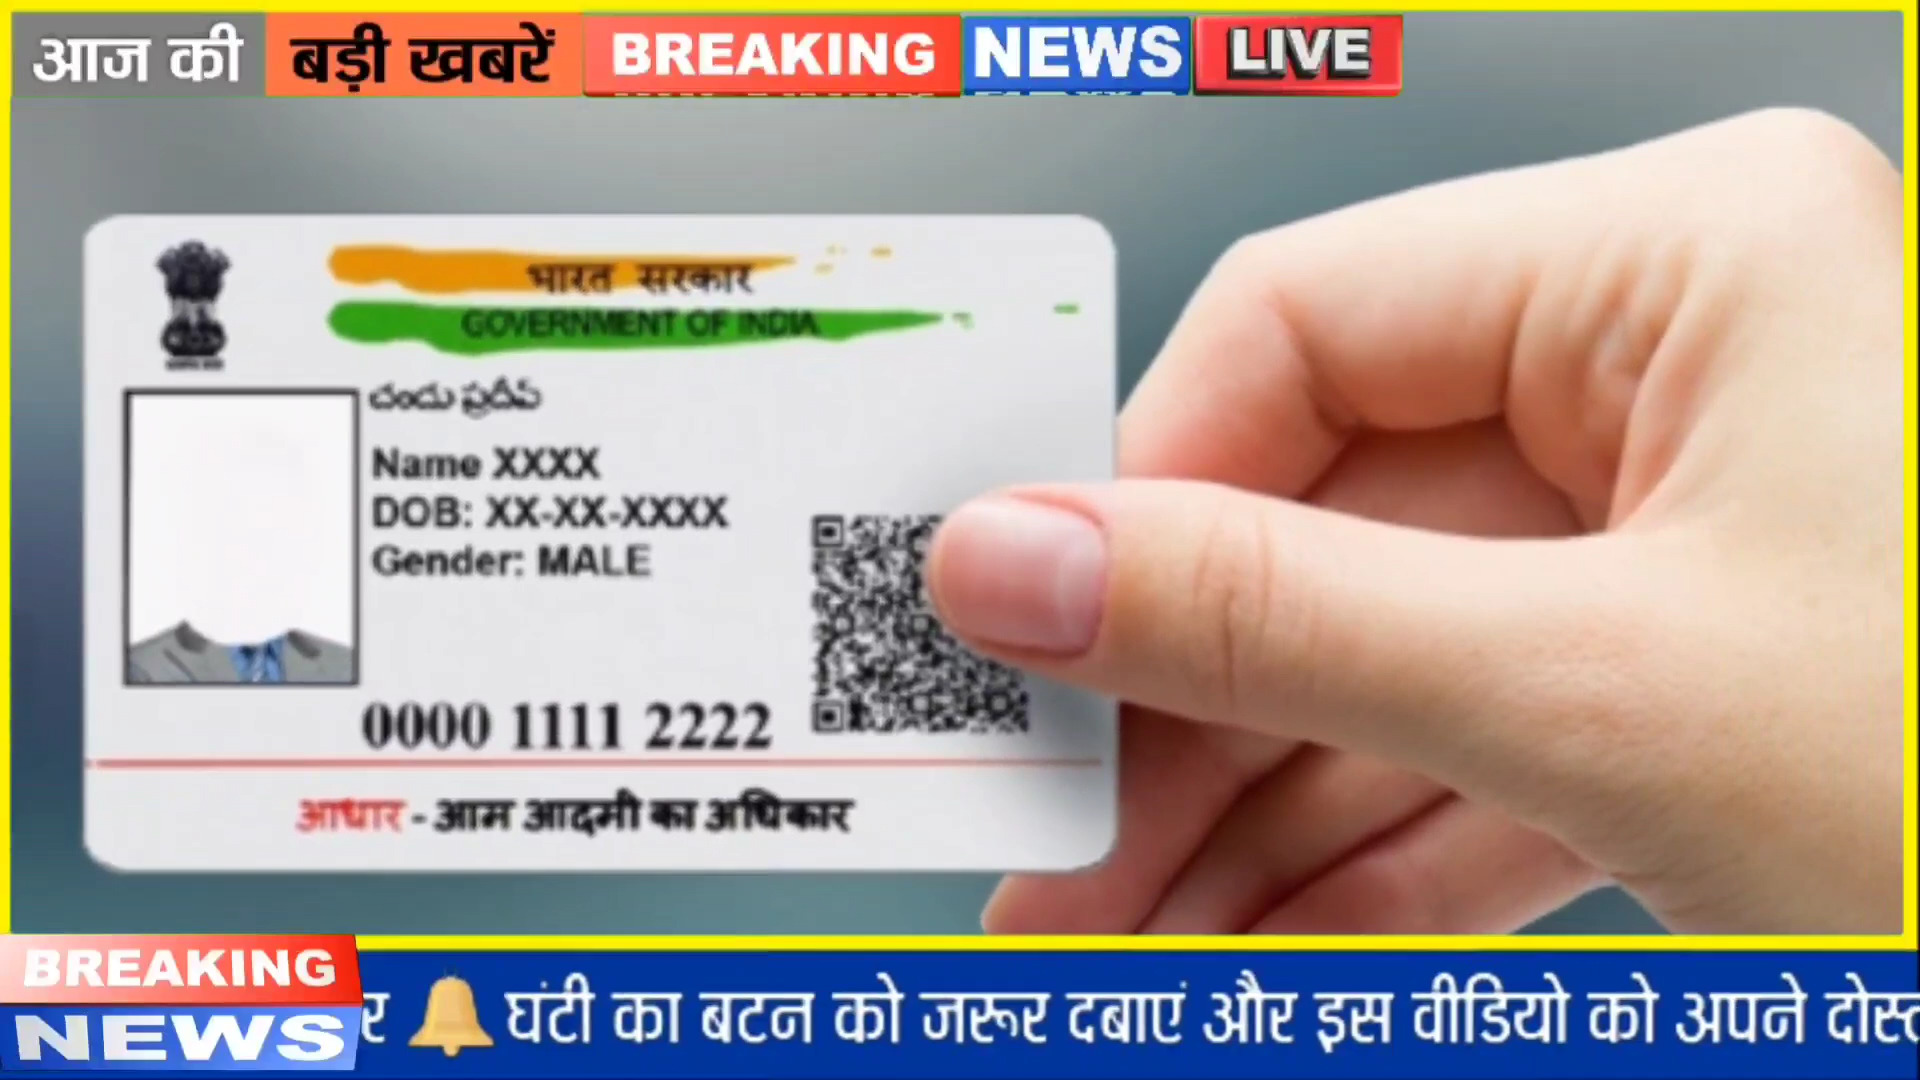 आज की बड़ी खबरें BREAKING NEWS LIVE
भारत सरकार
GOVERNMENT OF INDIA
చందు ప్రదీప్
Name XXXX
DOB: XX-XX-XXXX
Gender: MALE
0000 1111 2222
आधार - आम आदमी का अधिकार
BREAKING
NEWS
र 🔔 घंटी का बटन को जरूर दबाएं और इस वीडियो को अपने दोस्त